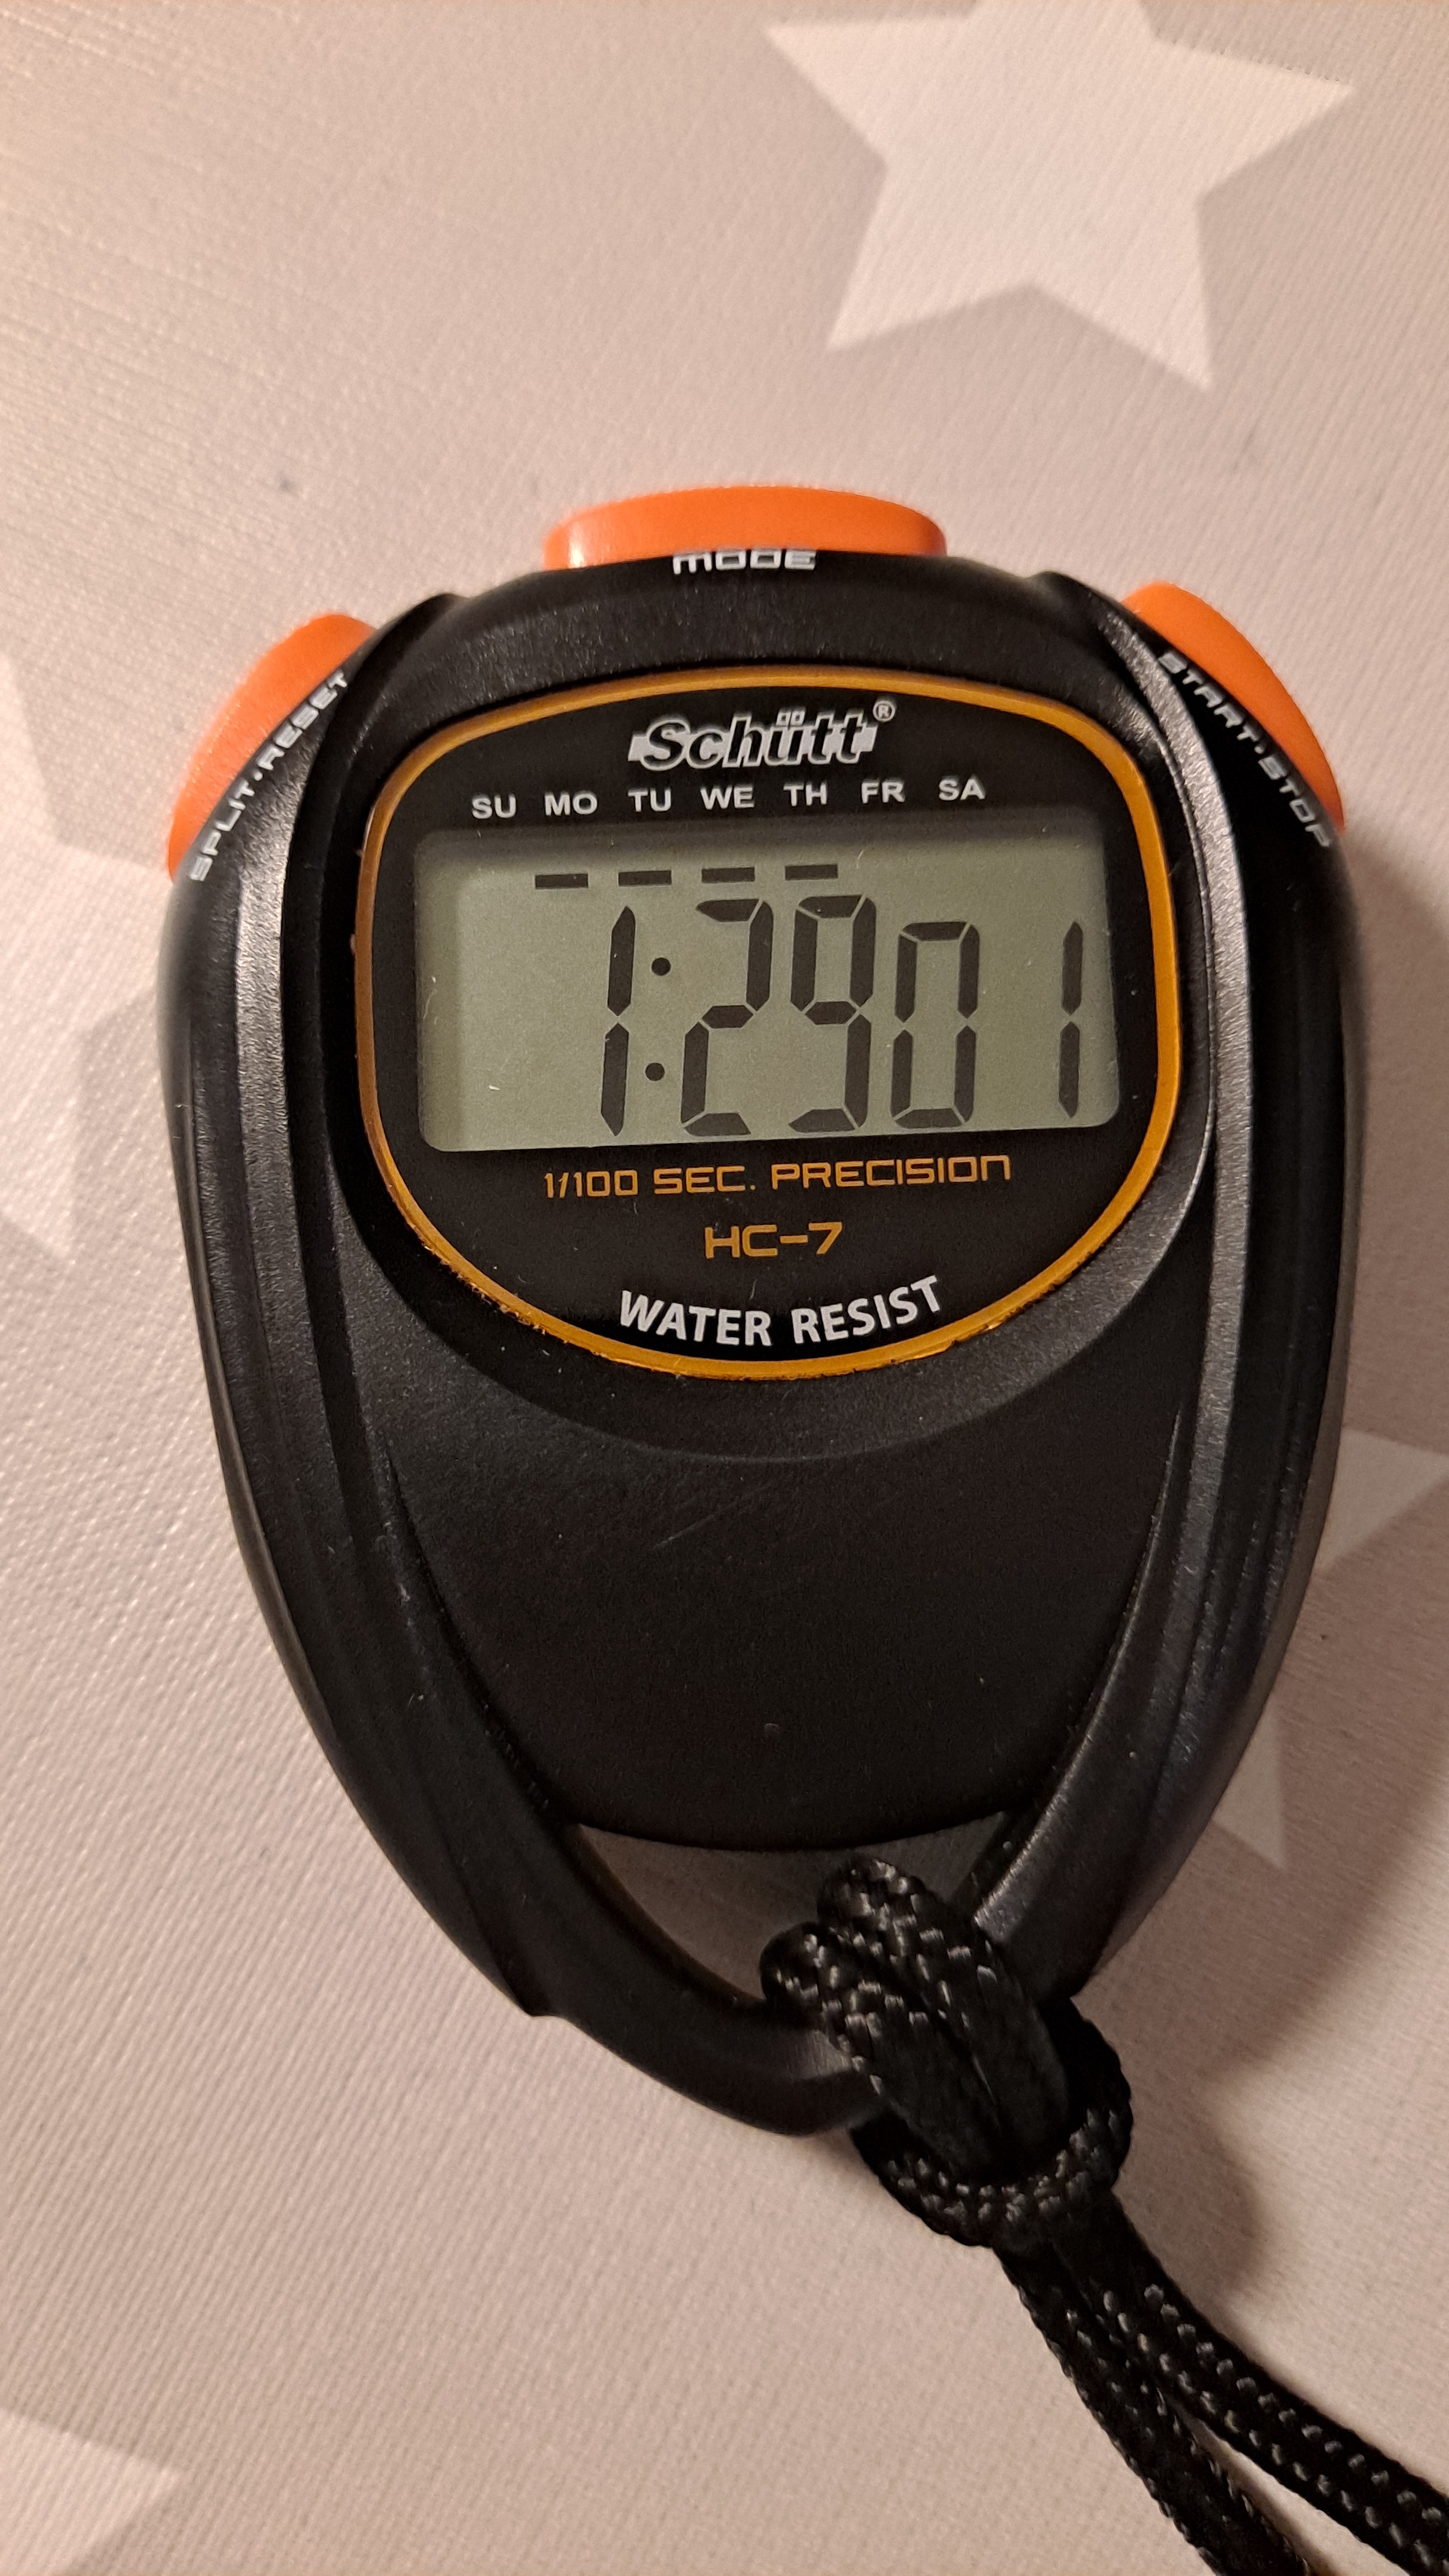 MODE
SPLIT·RESET
START·STOP
Schütt®
SU MO TU WE TH FR SA
1:29 01
1/100 SEC. PRECISION
HC-7
WATER RESIST